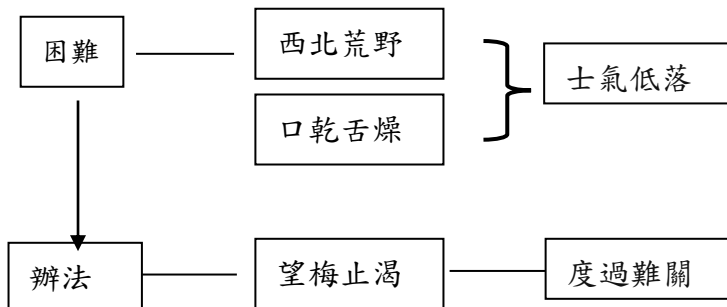 困難
西北荒野
士氣低落
口乾舌燥
辦法
望梅止渴
度過難關